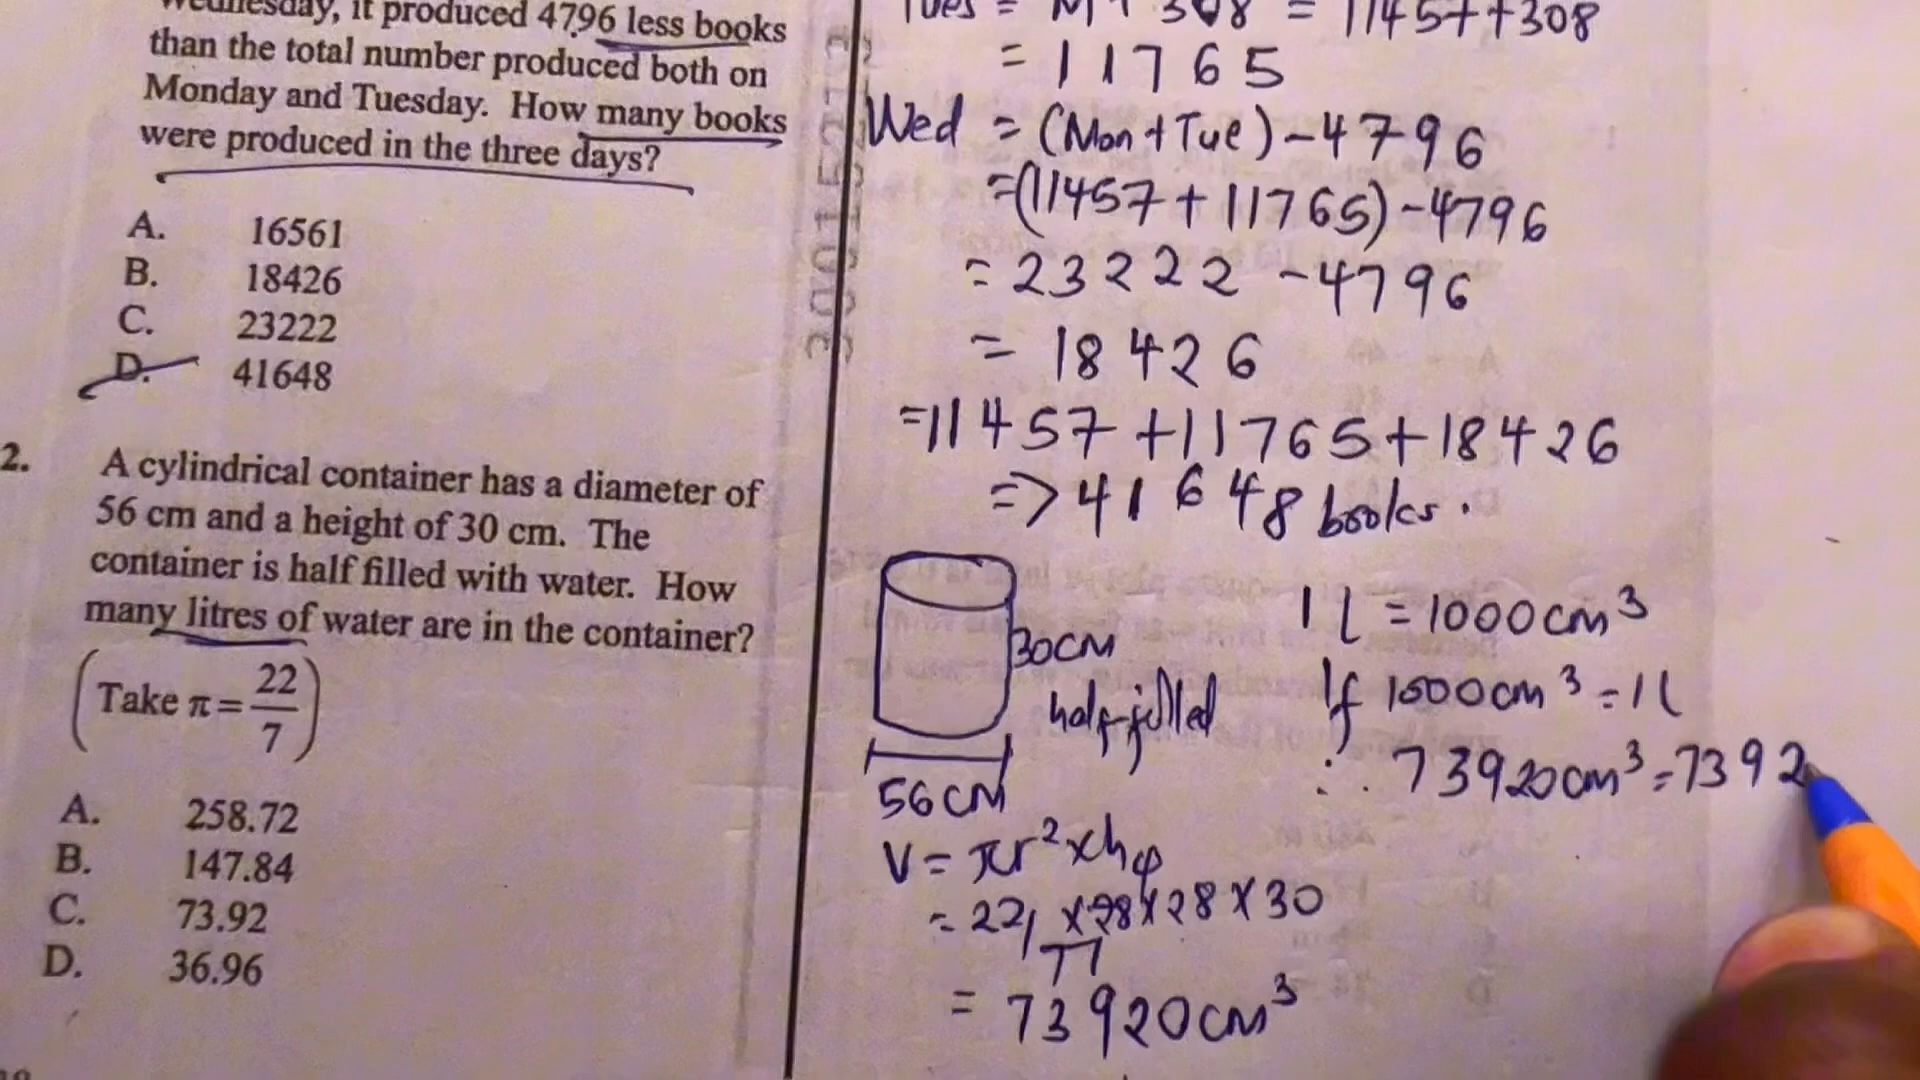 Wednesday, it produced 4796 less books
than the total number produced both on
Monday and Tuesday. How many books
were produced in the three days?
A. 16561
B. 18426
C. 23222
D. 41648
2. A cylindrical container has a diameter of
56 cm and a height of 30 cm. The
container is half filled with water. How
many litres of water are in the container?
(Take π = 22/7)
A. 258.72
B. 147.84
C. 73.92
D. 36.96
Tues = M + 308 = 11457 + 308
= 11765
Wed = (Mon + Tue) - 4796
= (11457 + 11765) - 4796
= 23222 - 4796
= 18426
= 11457 + 11765 + 18426
=> 41648 books.
30cm
half-filled
56cm
V = πr² x h
= 22/7 x 28 x 28 x 30
= 73920cm³
1 L = 1000cm³
If 1000cm³ = 1L
∴ 73920cm³ = 7392